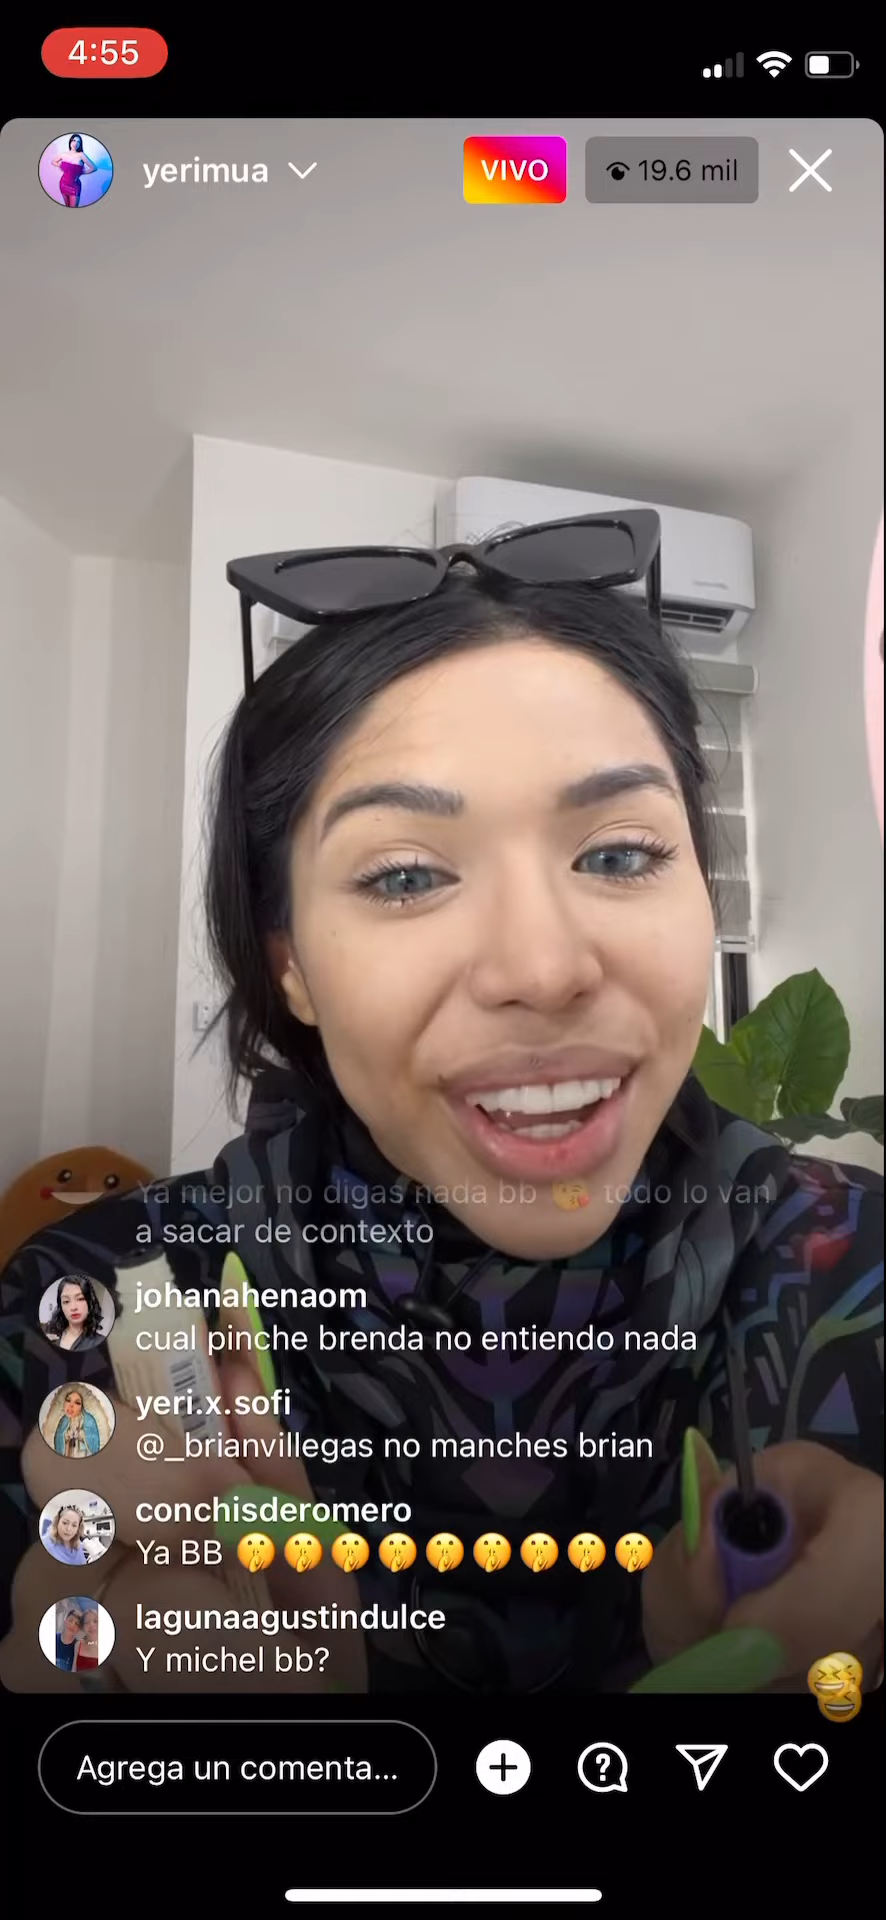 4:55
yerimua
VIVO
19.6 mil
Ya mejor no digas nada bb 😘 todo lo van
a sacar de contexto
johanahenaom
cual pinche brenda no entiendo nada
yeri.x.sofi
@_brianvillegas no manches brian
conchisderomero
Ya BB 🤫🤫🤫🤫🤫🤫🤫🤫🤫
lagunaagustindulce
Y michel bb?
Agrega un comenta...